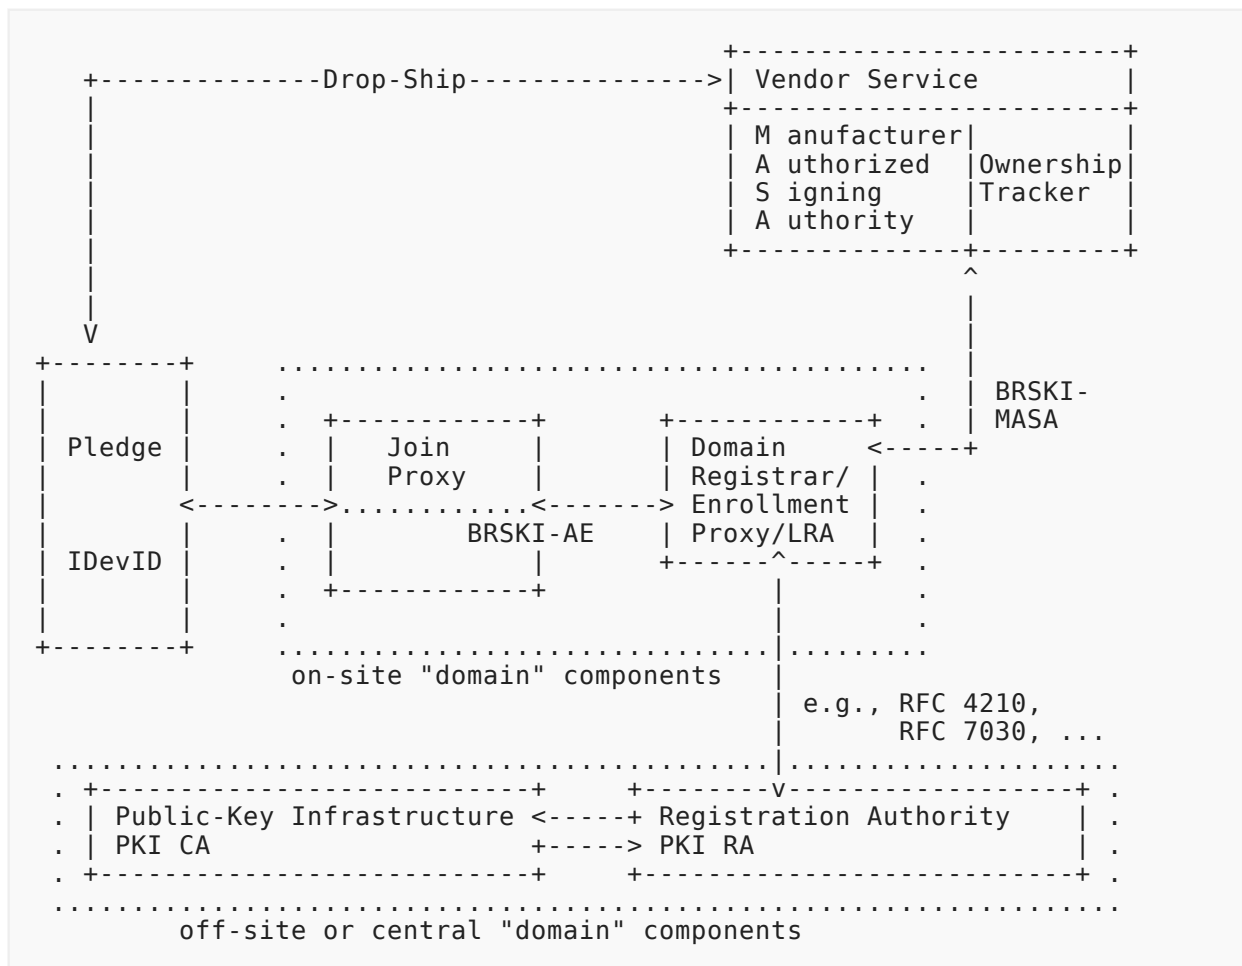 Drop-Ship Vendor Service
M anufacturer
A uthorized Ownership
S igning Tracker
A uthority
V
BRSKI-
MASA
Pledge Join Domain
Proxy Registrar/
Enrollment
BRSKI-AE Proxy/LRA
IDevID
on-site "domain" components
e.g., RFC 4210,
RFC 7030, ...
v
Public-Key Infrastructure Registration Authority
PKI CA PKI RA
off-site or central "domain" components